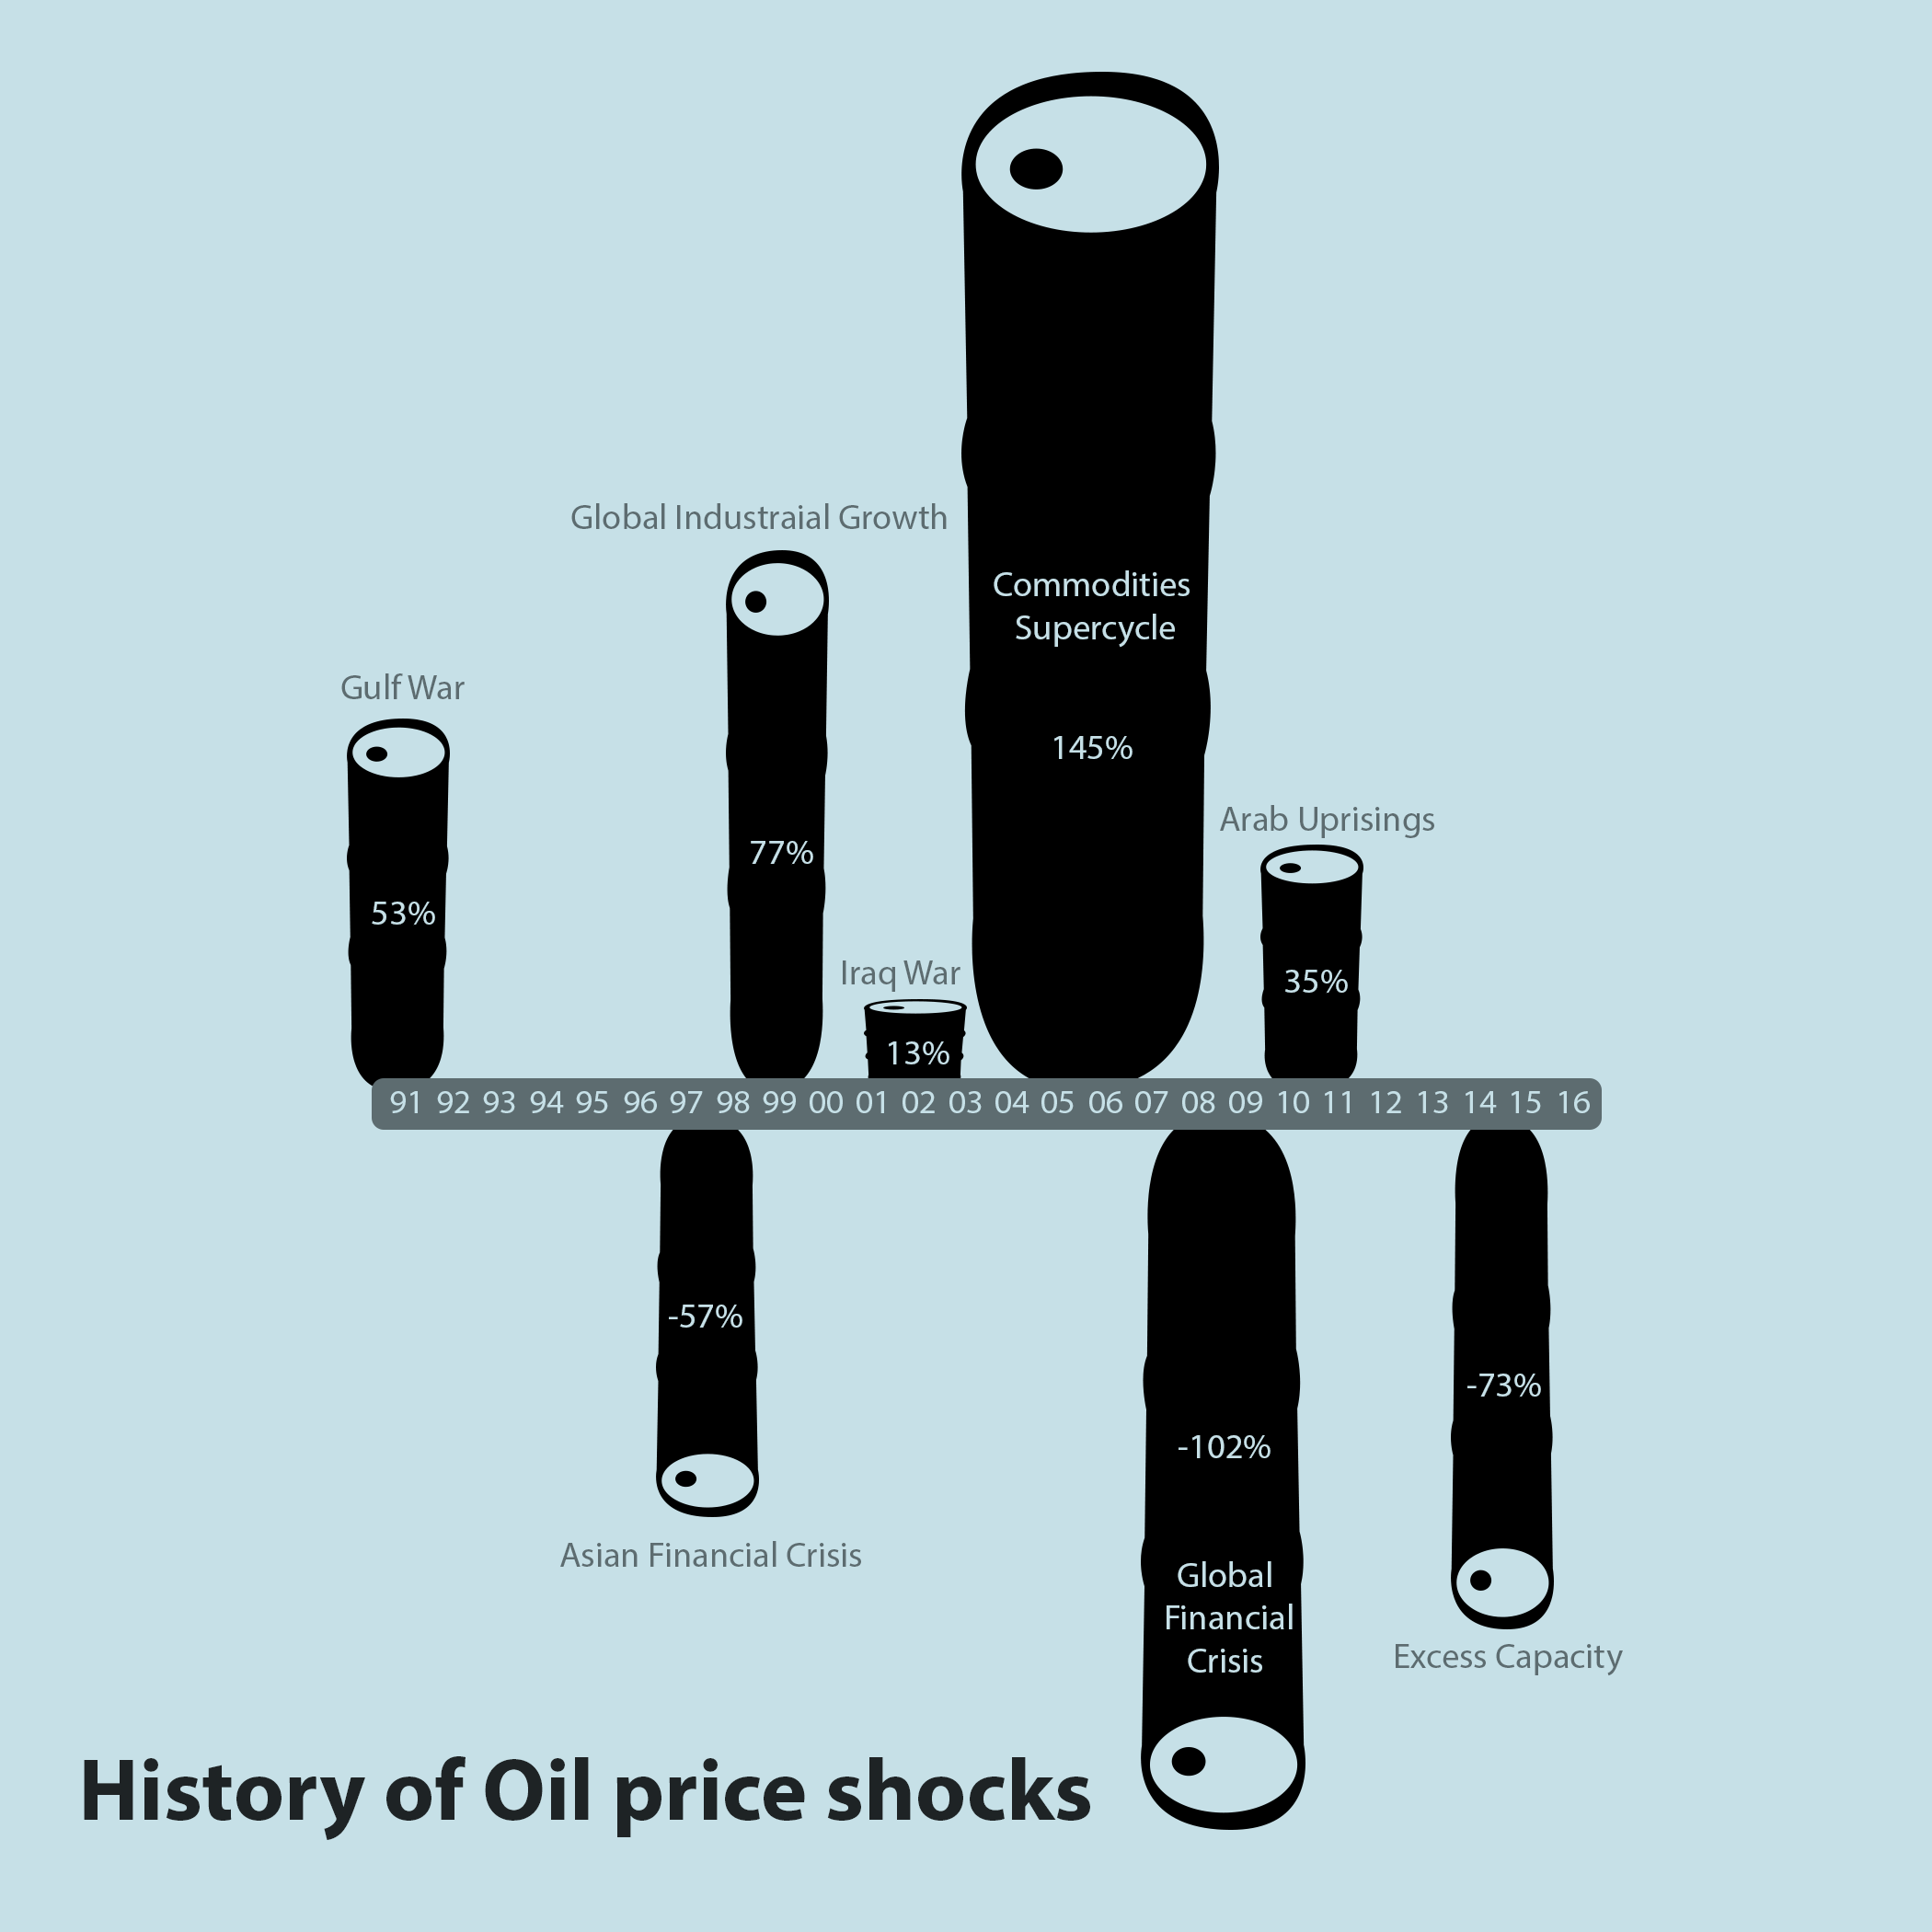 Global Industraial Growth
Commodities
Supercycle
Gulf War
145%
Arab Uprisings
77%
53%
Iraq War
35%
13%
91 92 93 94 95 96 97 98 99 00 01 02 03 04 05 06 07 08 09 10 11 12 13 14 15 16
-57%
-73%
-102%
Asian Financial Crisis
Global
Financial
Crisis
Excess Capacity
History of Oil price shocks